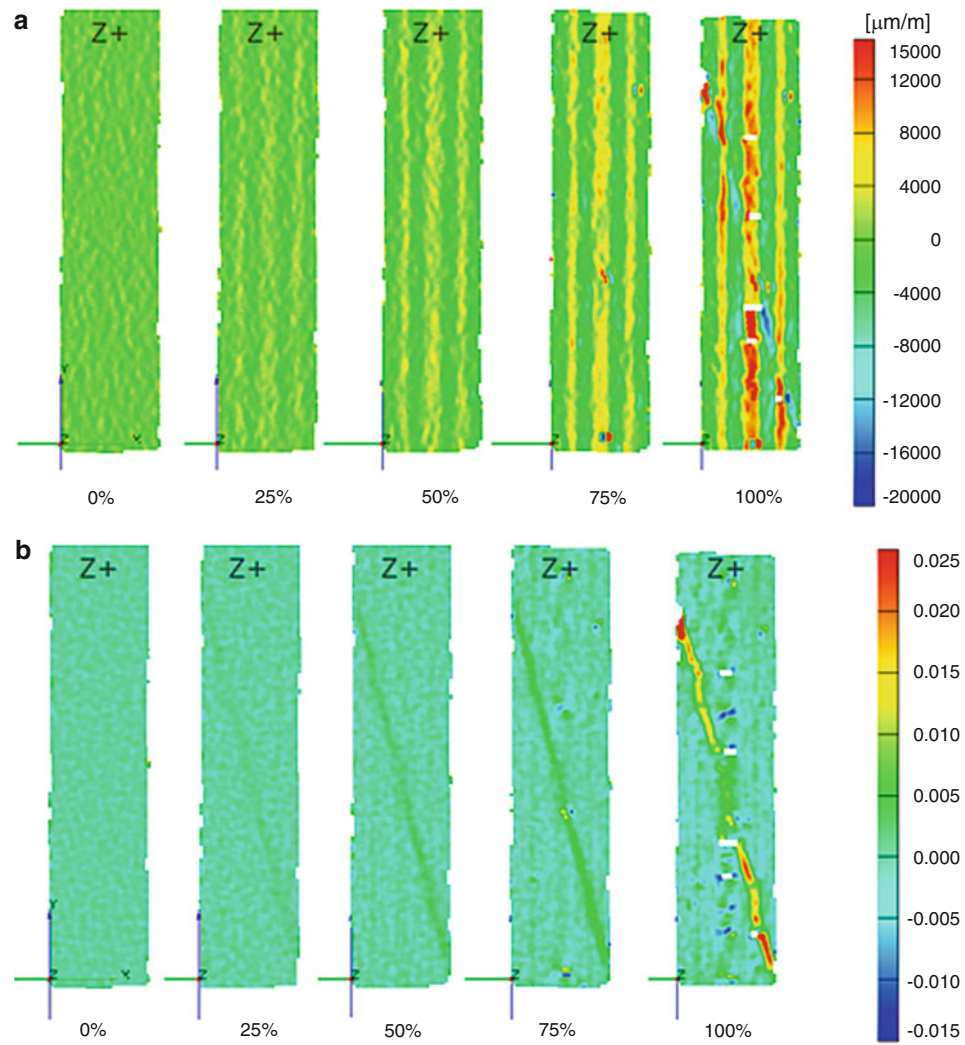 a
[μm/m]
Z+ Z+ Z+ Z+ Z+
15000
12000
8000
4000
0
-4000
-8000
-12000
-16000
-20000
Y
Z X Z Z Z Z
0% 25% 50% 75% 100%
b
Z+ Z+ Z+ Z+ Z+
0.025
0.020
0.015
0.010
0.005
0.000
-0.005
-0.010
-0.015
Y
Z X Z Z Z Z
0% 25% 50% 75% 100%